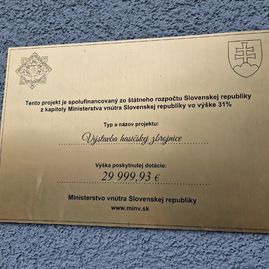 Tento projekt je spolufinancovaný zo štátneho rozpočtu Slovenskej republiky
z kapitoly Ministerstva vnútra Slovenskej republiky vo výške 31%
Typ a názov projektu:
Výstavba hasičskej zbrojnice
Výška poskytnutej dotácie:
29 999,93 €
Ministerstvo vnútra Slovenskej republiky
www.minv.sk